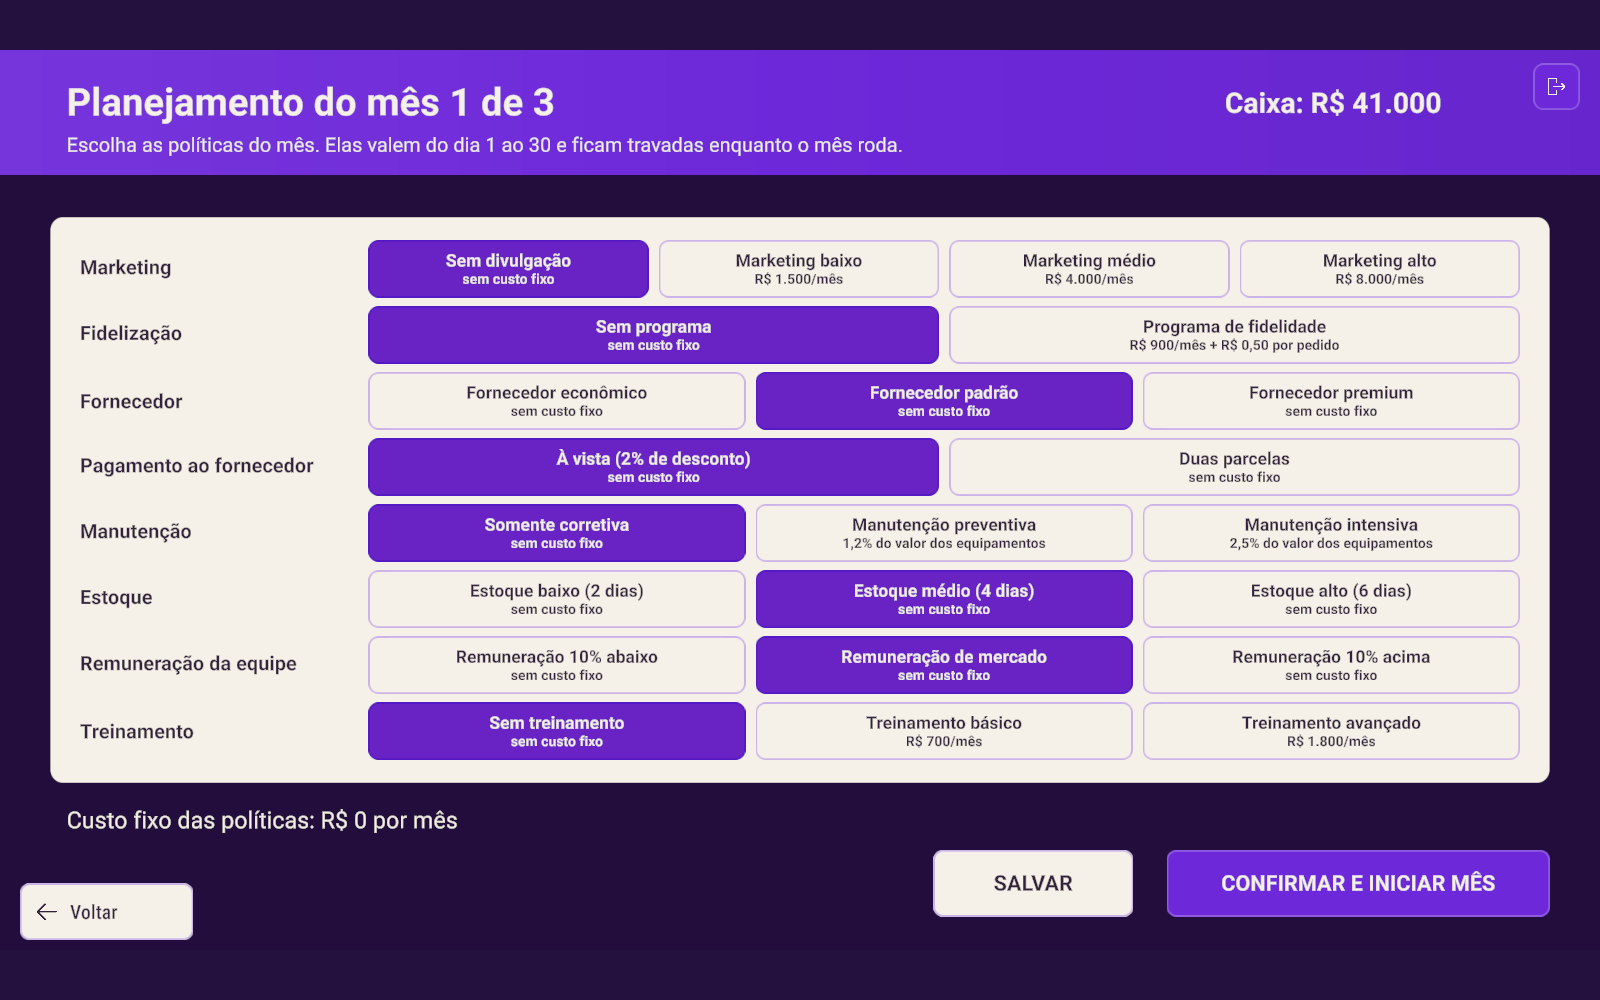 Planejamento do mês 1 de 3
Caixa: R$ 41.000
Escolha as políticas do mês. Elas valem do dia 1 ao 30 e ficam travadas enquanto o mês roda.
Marketing
Sem divulgação
sem custo fixo
Marketing baixo
R$ 1.500/mês
Marketing médio
R$ 4.000/mês
Marketing alto
R$ 8.000/mês
Fidelização
Sem programa
sem custo fixo
Programa de fidelidade
R$ 900/mês + R$ 0,50 por pedido
Fornecedor
Fornecedor econômico
sem custo fixo
Fornecedor padrão
sem custo fixo
Fornecedor premium
sem custo fixo
Pagamento ao fornecedor
À vista (2% de desconto)
sem custo fixo
Duas parcelas
sem custo fixo
Manutenção
Somente corretiva
sem custo fixo
Manutenção preventiva
1,2% do valor dos equipamentos
Manutenção intensiva
2,5% do valor dos equipamentos
Estoque
Estoque baixo (2 dias)
sem custo fixo
Estoque médio (4 dias)
sem custo fixo
Estoque alto (6 dias)
sem custo fixo
Remuneração da equipe
Remuneração 10% abaixo
sem custo fixo
Remuneração de mercado
sem custo fixo
Remuneração 10% acima
sem custo fixo
Treinamento
Sem treinamento
sem custo fixo
Treinamento básico
R$ 700/mês
Treinamento avançado
R$ 1.800/mês
Custo fixo das políticas: R$ 0 por mês
SALVAR
CONFIRMAR E INICIAR MÊS
Voltar